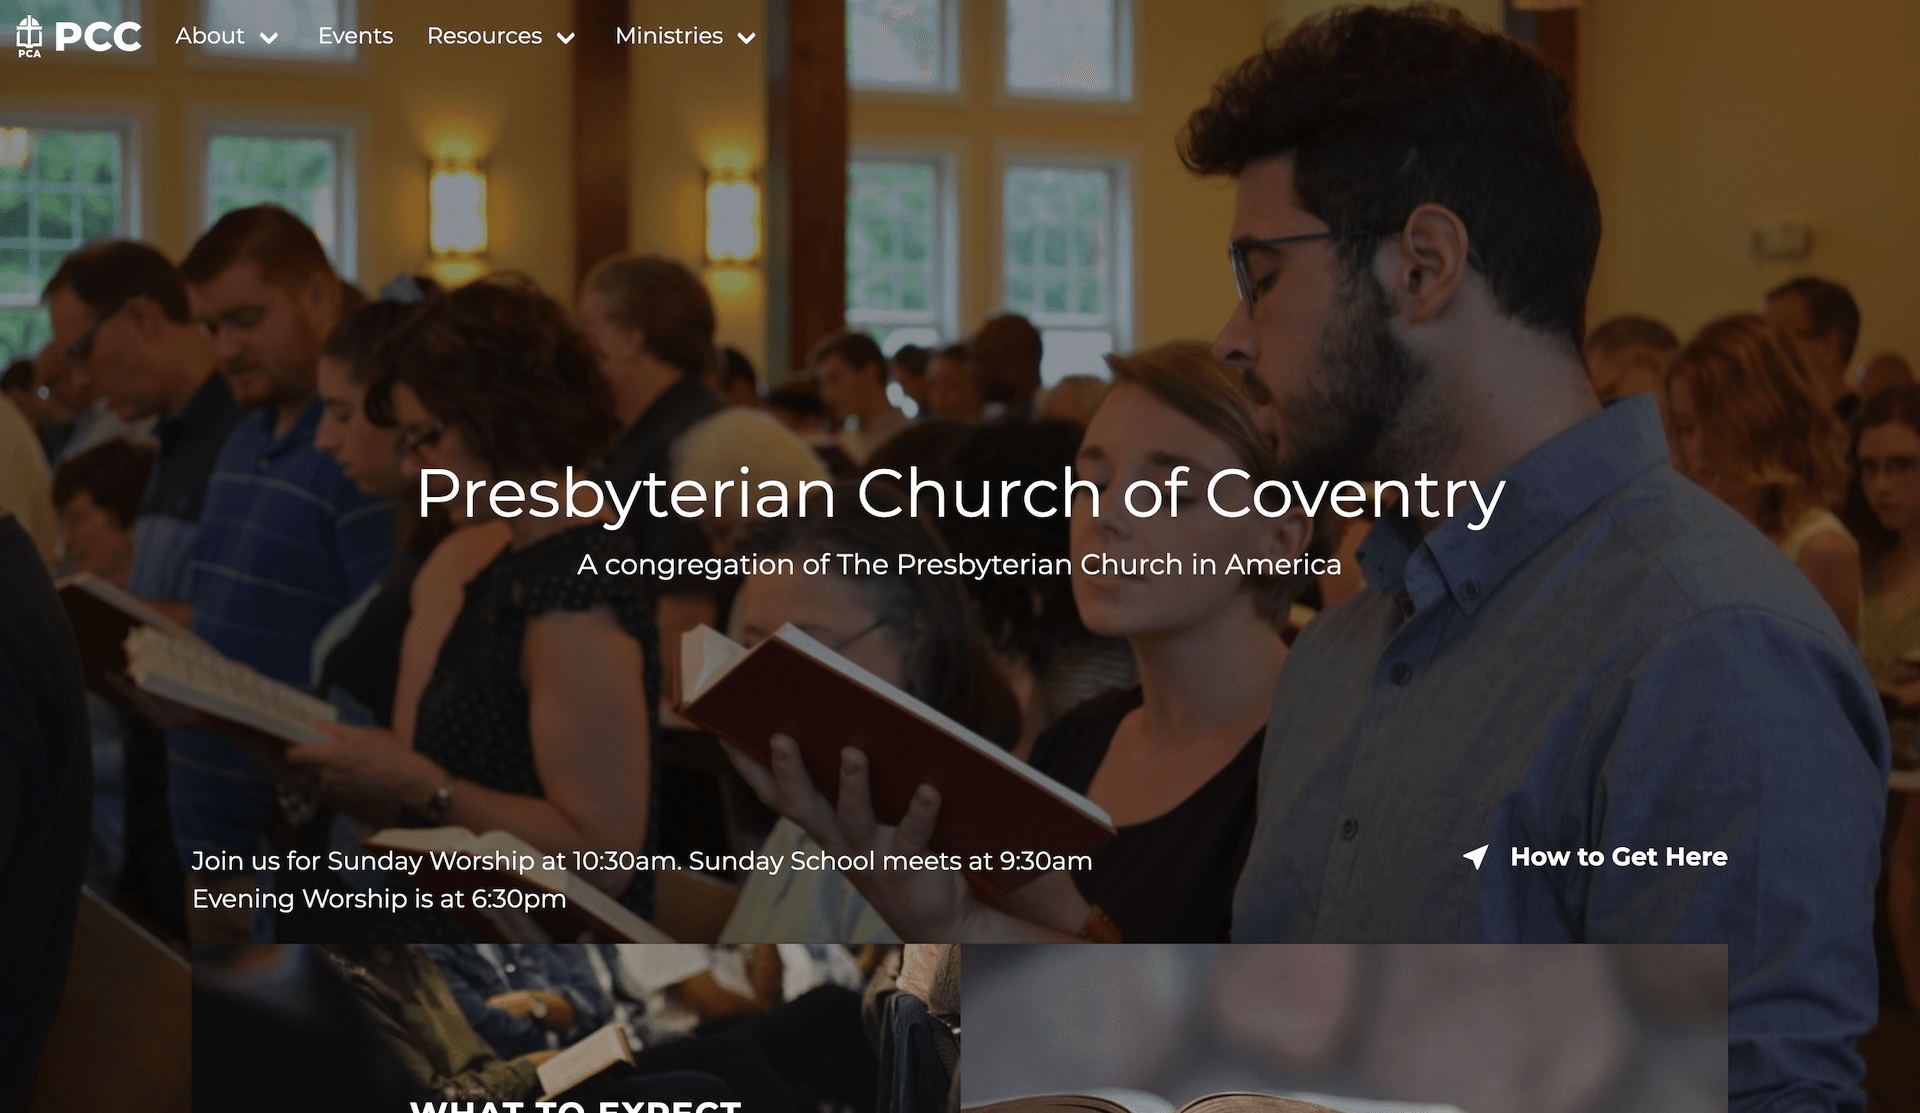 PCA
PCC
About
Events
Resources
Ministries
Presbyterian Church of Coventry
A congregation of The Presbyterian Church in America
Join us for Sunday Worship at 10:30am. Sunday School meets at 9:30am
Evening Worship is at 6:30pm
How to Get Here
WHAT TO EXPECT